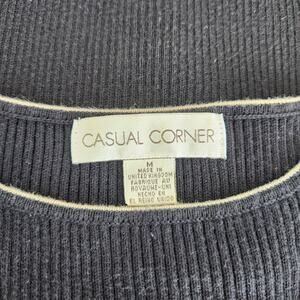 CASUAL CORNER
M
MADE IN
UNITED KINGDOM
FABRIQUE AU
ROYAUME-UNI
HECHO EN
EL REINO UNIDO